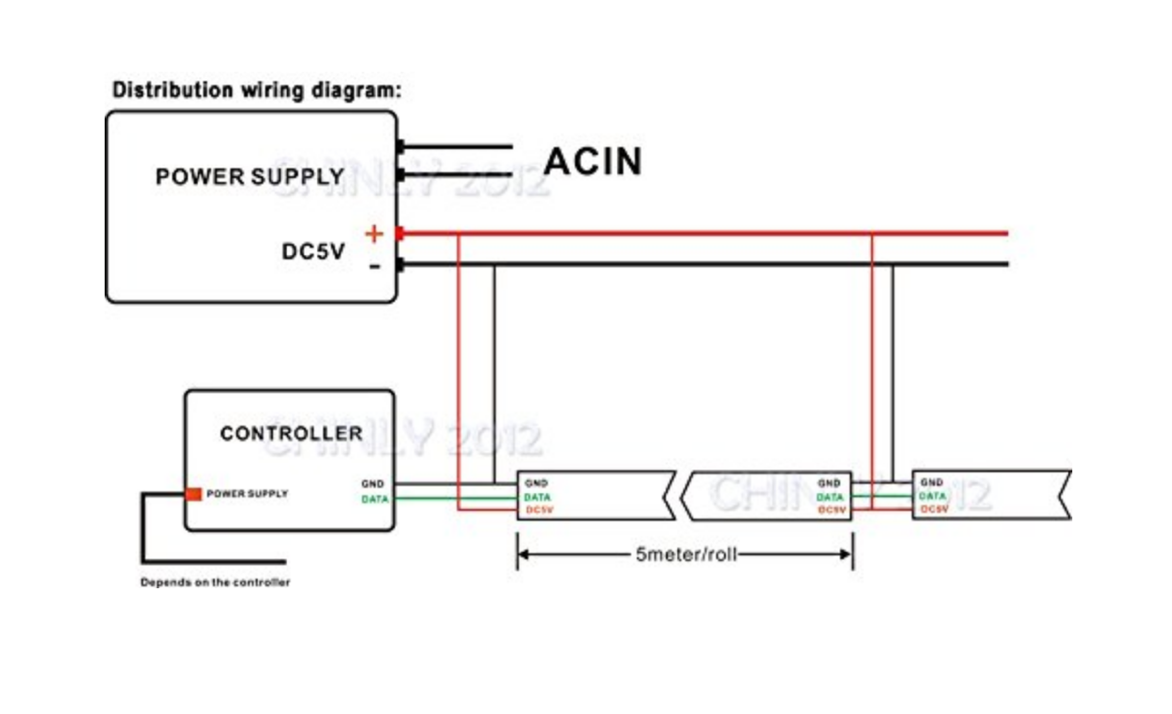 Distribution wiring diagram:
POWER SUPPLY
ACIN
CHINLY 2012
+
DC5V
-
CONTROLLER
CHINLY 2012
POWER SUPPLY
GND
DATA
GND
DATA
DC5V
GND
DATA
DC5V
GND
DATA
DC5V
CHINLY 2012
5meter/roll
Depends on the controller